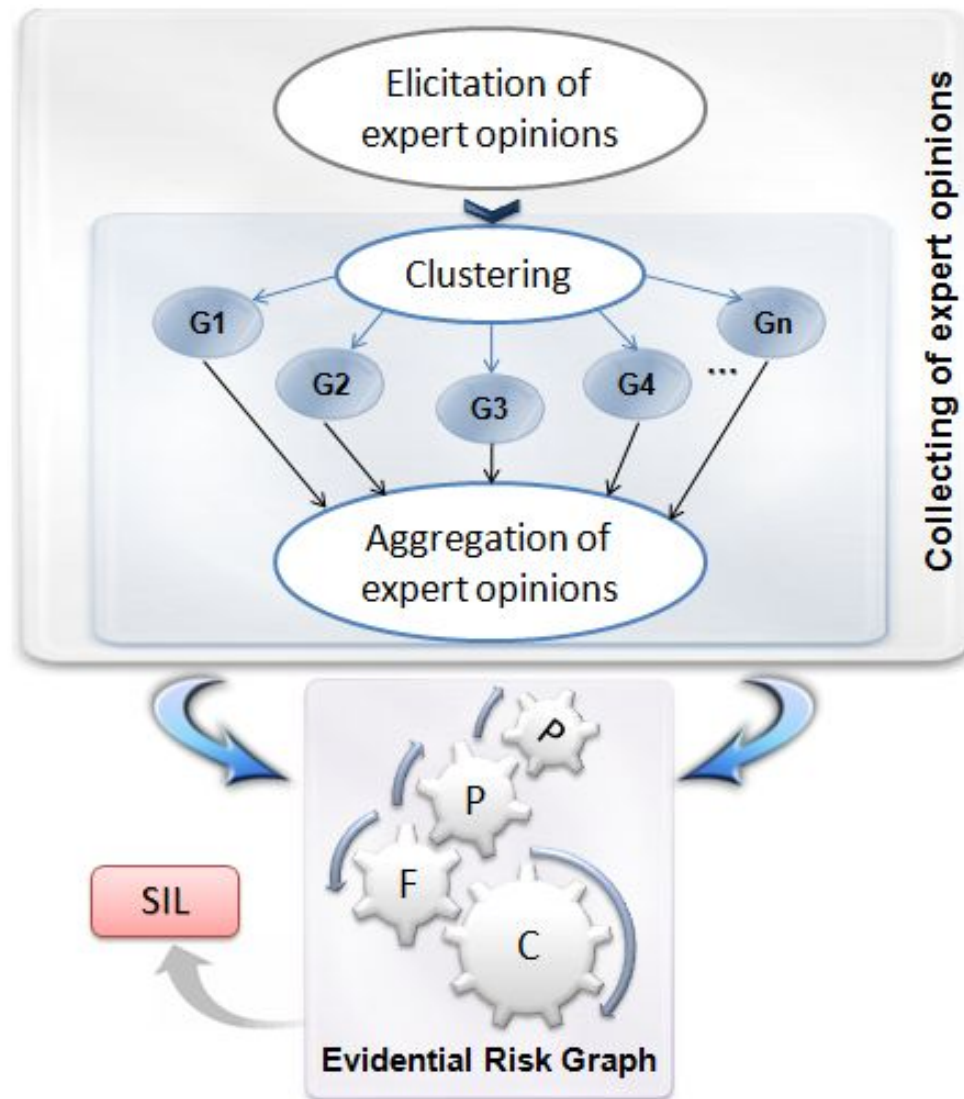 Elicitation of
expert opinions
Clustering
G1
G2
G3
G4
...
Gn
Aggregation of
expert opinions
Collecting of expert opinions
P
P
F
C
SIL
Evidential Risk Graph